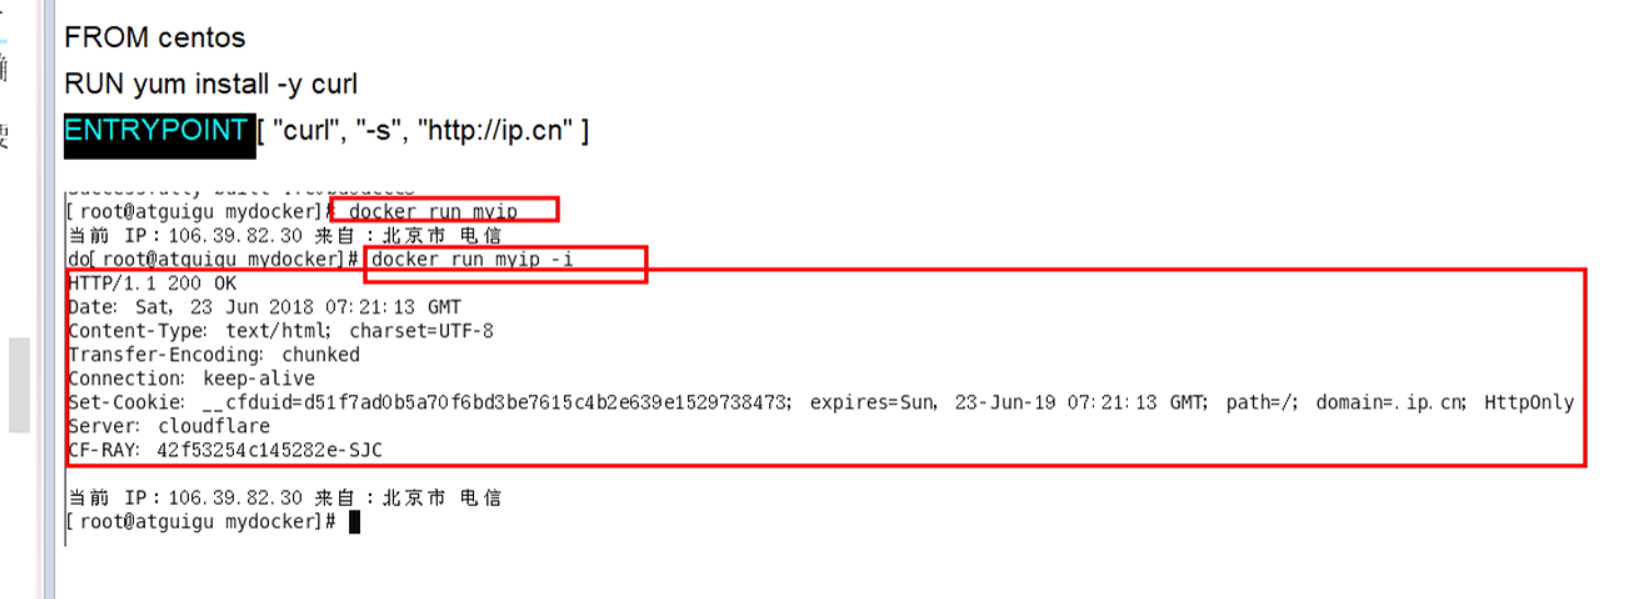 FROM centos
RUN yum install -y curl
ENTRYPOINT [ "curl", "-s", "http://ip.cn" ]
[root@atguigu mydocker]# docker run myip
当前 IP：106.39.82.30 来自：北京市 电信
do[root@atguigu mydocker]# docker run myip -i
HTTP/1.1 200 OK
Date: Sat, 23 Jun 2018 07:21:13 GMT
Content-Type: text/html; charset=UTF-8
Transfer-Encoding: chunked
Connection: keep-alive
Set-Cookie: __cfduid=d51f7ad0b5a70f6bd3be7615c4b2e639e1529738473; expires=Sun, 23-Jun-19 07:21:13 GMT; path=/; domain=.ip.cn; HttpOnly
Server: cloudflare
CF-RAY: 42f53254c145282e-SJC
当前 IP：106.39.82.30 来自：北京市 电信
[root@atguigu mydocker]#